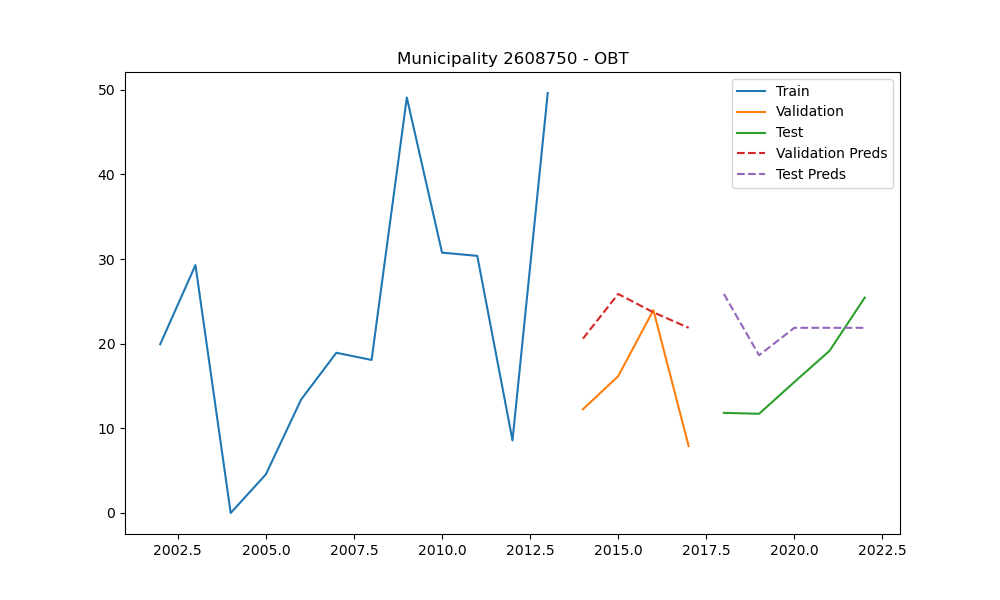 Municipality 2608750 - OBT
Train
Validation
Test
Validation Preds
Test Preds
50
40
30
20
10
0
2002.5 2005.0 2007.5 2010.0 2012.5 2015.0 2017.5 2020.0 2022.5